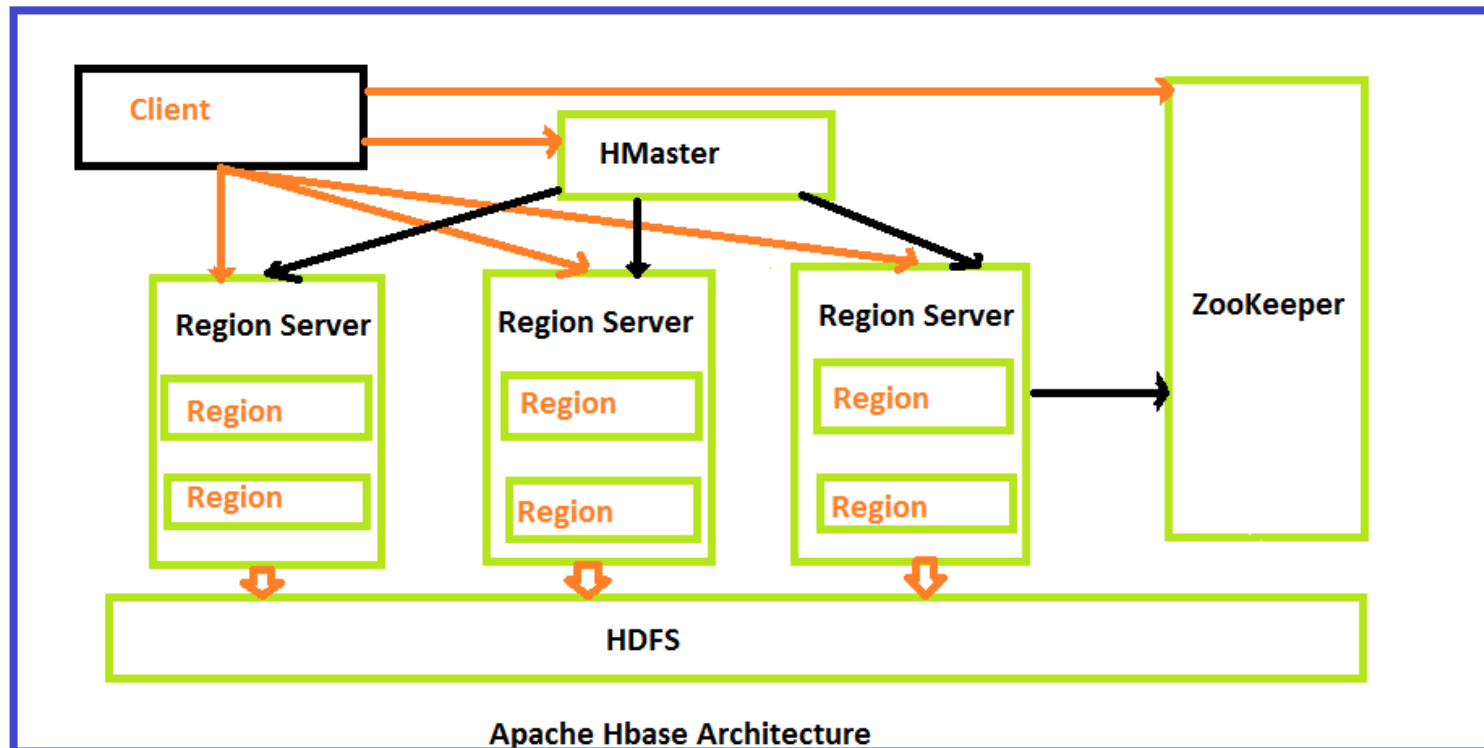 Client
HMaster
ZooKeeper
Region Server
Region Server
Region Server
Region
Region
Region
Region
Region
Region
HDFS
Apache Hbase Architecture